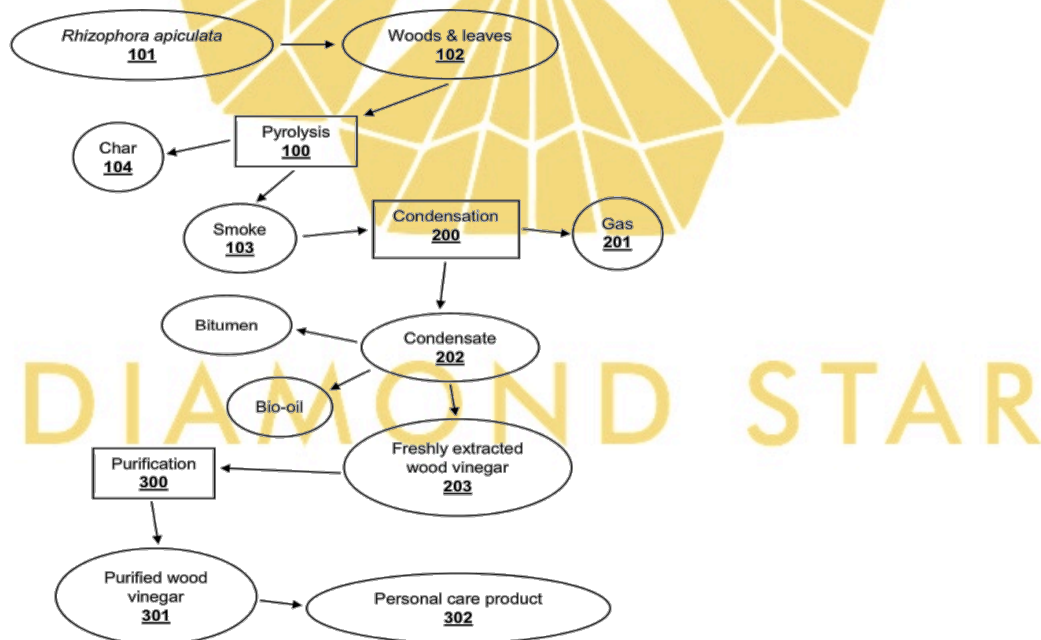 Rhizophora apiculata
101
Woods & leaves
102
Pyrolysis
100
Char
104
Smoke
103
Condensation
200
Gas
201
Bitumen
Condensate
202
Bio-oil
DIAMOND STAR
Freshly extracted
wood vinegar
203
Purification
300
Purified wood
vinegar
301
Personal care product
302